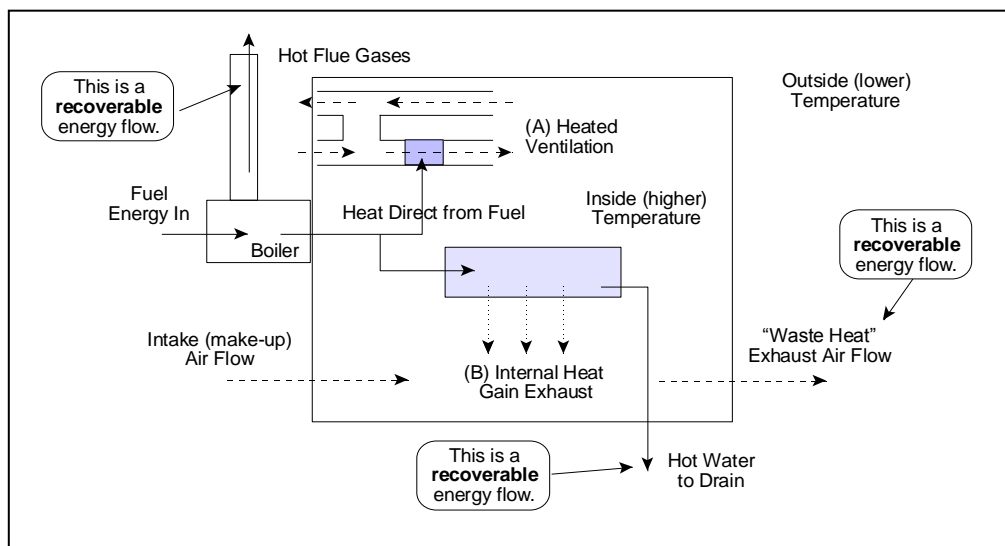 Hot Flue Gases
This is a
recoverable
energy flow.
Outside (lower)
Temperature
(A) Heated
Ventilation
Fuel
Energy In
Heat Direct from Fuel
Inside (higher)
Temperature
Boiler
This is a
recoverable
energy flow.
Intake (make-up)
Air Flow
“Waste Heat”
Exhaust Air Flow
(B) Internal Heat
Gain Exhaust
This is a
recoverable
energy flow.
Hot Water
to Drain